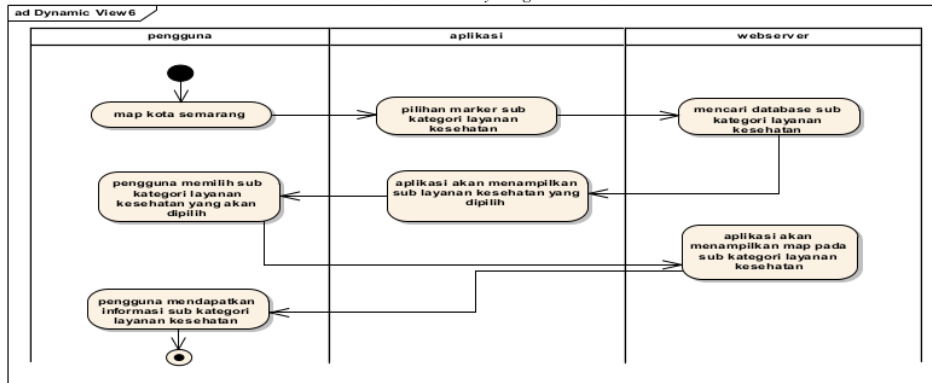 ad Dynamic View6
pengguna
aplikasi
webserver
map kota semarang
pilihan marker sub
kategori layanan
kesehatan
mencari database sub
kategori layanan
kesehatan
pengguna memilih sub
kategori layanan
kesehatan yang akan
dipilih
aplikasi akan menampilkan
sub layanan kesehatan yang
dipilih
aplikasi akan
menampilkan map pada
sub kategori layanan
kesehatan
pengguna mendapatkan
informasi sub kategori
layanan kesehatan